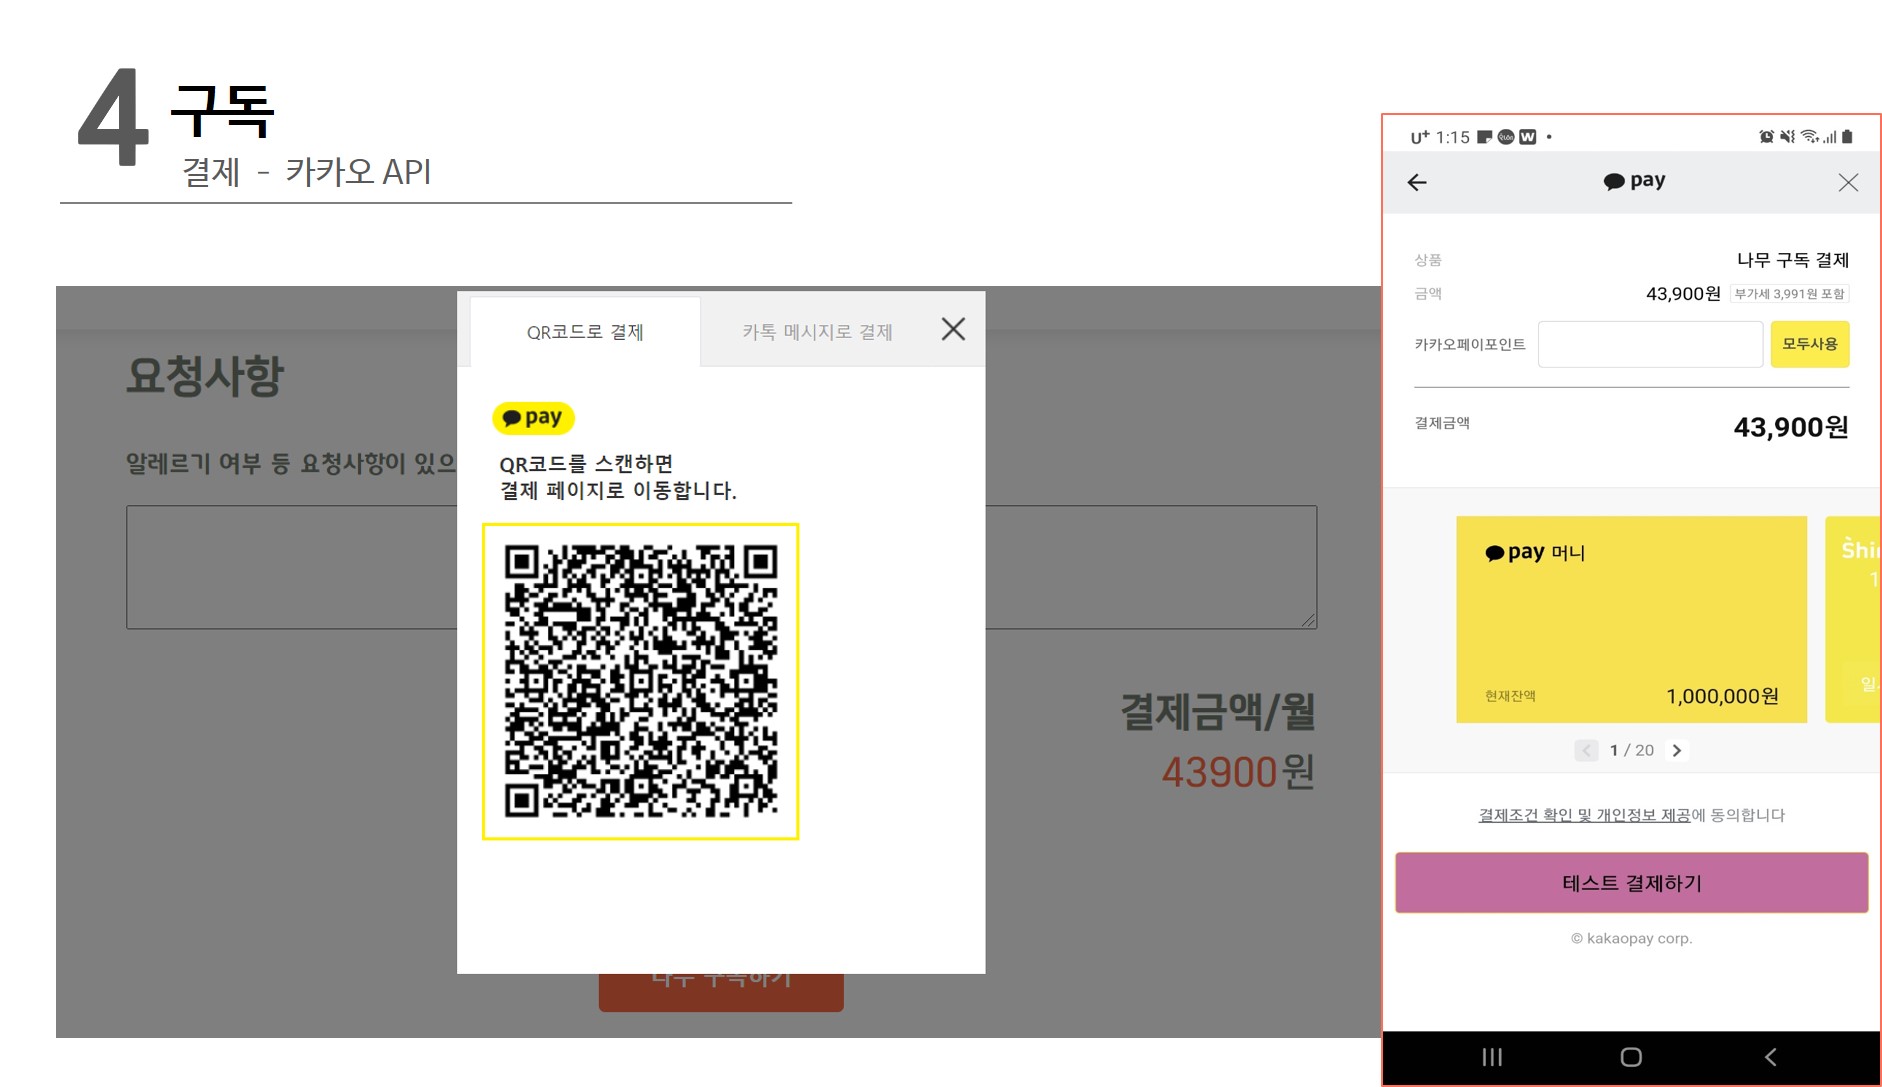 4 구독
결제 - 카카오 API
요청사항
알레르기 여부 등 요청사항이 있으
결제금액/월
43900원
나무 구독하기
QR코드로 결제
카톡 메시지로 결제
pay
QR코드를 스캔하면
결제 페이지로 이동합니다.
U+ 1:15 W
pay
상품 나무 구독 결제
금액 43,900원 부가세 3,991원 포함
카카오페이포인트 모두사용
결제금액 43,900원
pay 머니
현재잔액 1,000,000원
Shi
1
일
1 / 20
결제조건 확인 및 개인정보 제공에 동의합니다
테스트 결제하기
© kakaopay corp.